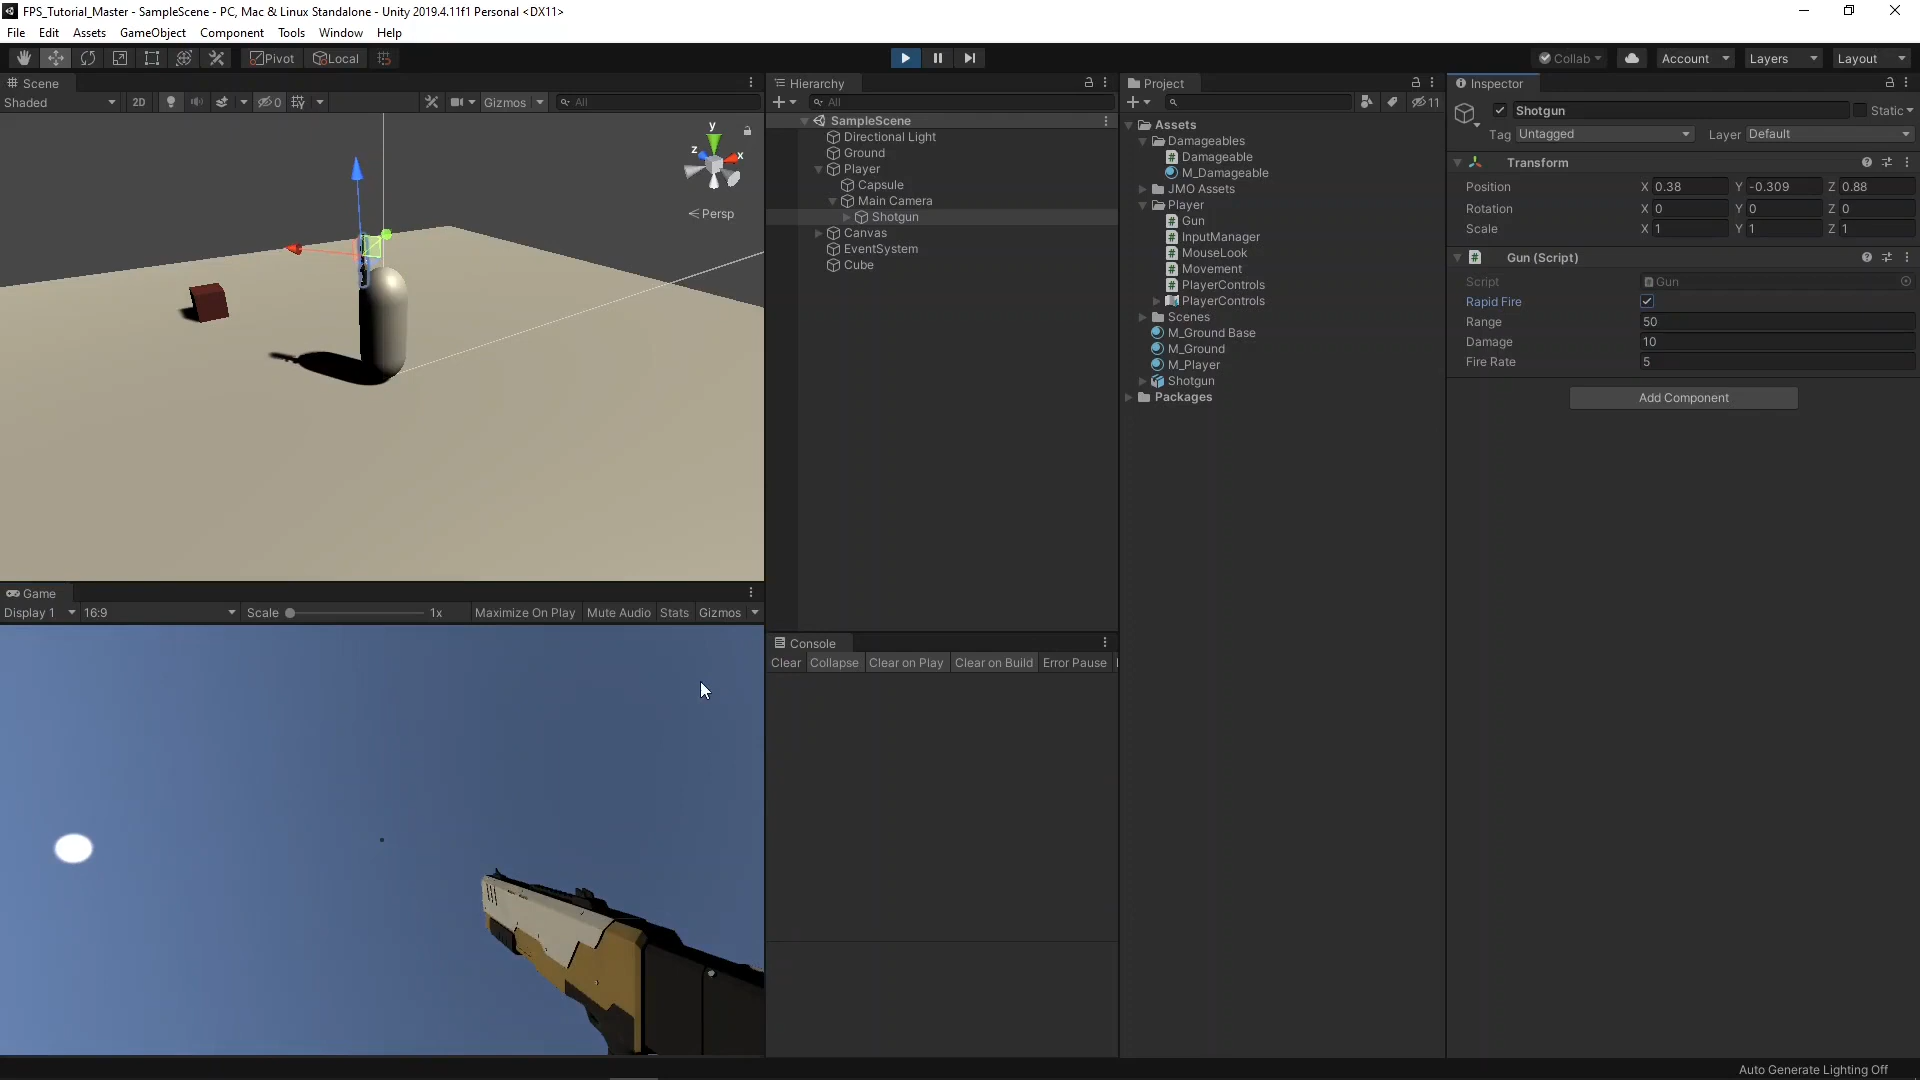 FPS_Tutorial_Master - SampleScene - PC, Mac & Linux Standalone - Unity 2019.4.11f1 Personal <DX11>
File Edit Assets GameObject Component Tools Window Help
Pivot Local Collab Account Layers Layout
Scene
Shaded 2D 0 Gizmos All
y
z x
Persp
Game
Display 1 16:9 Scale 1x Maximize On Play Mute Audio Stats Gizmos
Hierarchy
All
SampleScene
Directional Light
Ground
Player
Capsule
Main Camera
Shotgun
Canvas
EventSystem
Cube
Console
Clear Collapse Clear on Play Clear on Build Error Pause
Project
11
Assets
Damageables
Damageable
M_Damageable
JMO Assets
Player
Gun
InputManager
MouseLook
Movement
PlayerControls
PlayerControls
Scenes
M_Ground Base
M_Ground
M_Player
Shotgun
Packages
Inspector
Shotgun Static
Tag Untagged Layer Default
Transform
Position X 0.38 Y -0.309 Z 0.88
Rotation X 0 Y 0 Z 0
Scale X 1 Y 1 Z 1
Gun (Script)
Script Gun
Rapid Fire
Range 50
Damage 10
Fire Rate 5
Add Component
Auto Generate Lighting Off